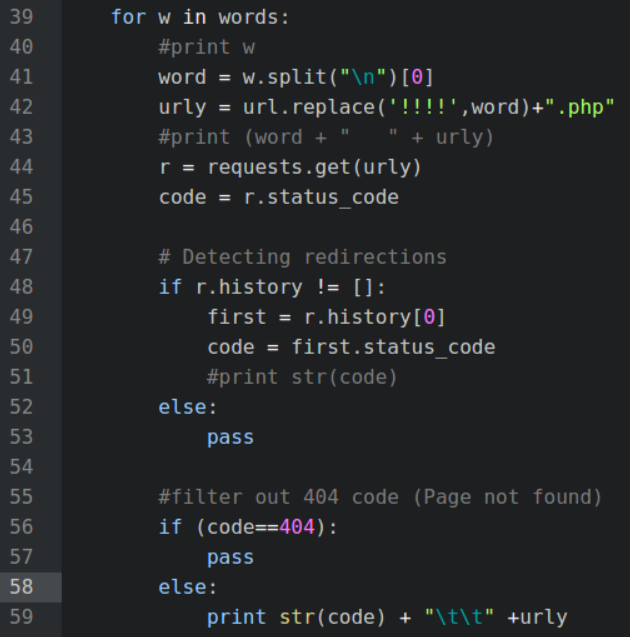 39    for w in words:
40        #print w
41        word = w.split("\n")[0]
42        urly = url.replace('!!!!',word)+".php"
43        #print (word + "   " + urly)
44        r = requests.get(urly)
45        code = r.status_code
46
47        # Detecting redirections
48        if r.history != []:
49            first = r.history[0]
50            code = first.status_code
51            #print str(code)
52        else:
53            pass
54
55        #filter out 404 code (Page not found)
56        if (code==404):
57            pass
58        else:
59            print str(code) + "\t\t" +urly